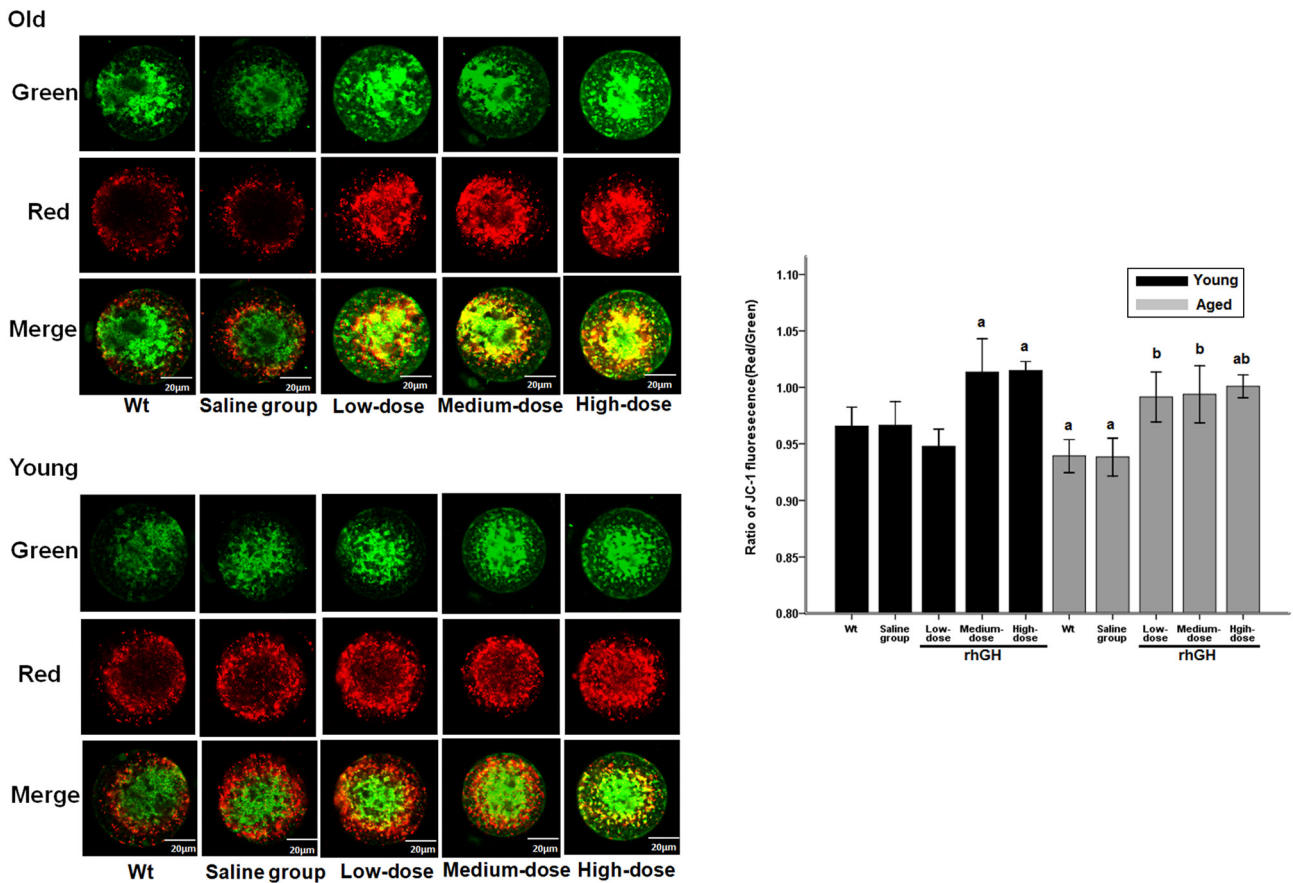 Old
Green
Red
Merge
20μm 20μm 20μm 20μm 20μm
Wt Saline group Low-dose Medium-dose High-dose
Young
Green
Red
Merge
20μm 20μm 20μm 20μm 20μm
Wt Saline group Low-dose Medium-dose High-dose
Ratio of JC-1 fluoresecence(Red/Green)
1.10
1.05
1.00
0.95
0.90
0.85
0.80
Young
Aged
a a a a b b ab
Wt Saline group Low-dose Medium-dose High-dose Wt Saline group Low-dose Medium-dose Hgih-dose
rhGH rhGH